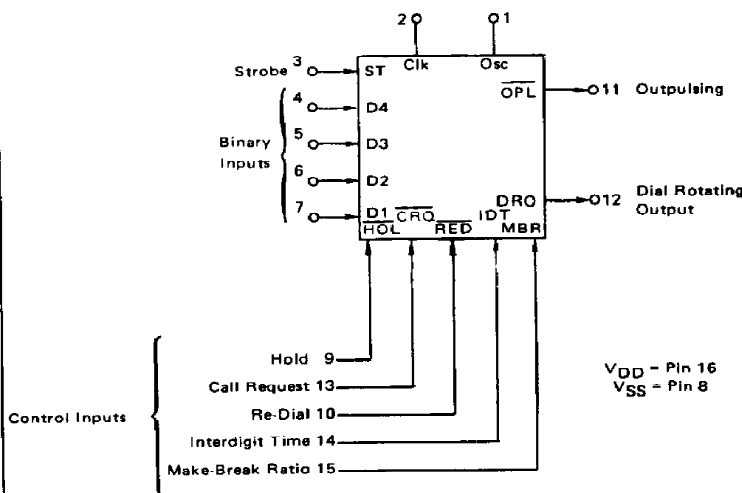 2 1
Clk Osc
Strobe 3 ST
OPL 11 Outpulsing
4 D4
Binary Inputs
5 D3
6 D2
7 D1
DRO 12 Dial Rotating Output
HOL CRQ RED IDT MBR
Hold 9
Call Request 13
Re-Dial 10
Interdigit Time 14
Make-Break Ratio 15
Control Inputs
VDD = Pin 16
VSS = Pin 8